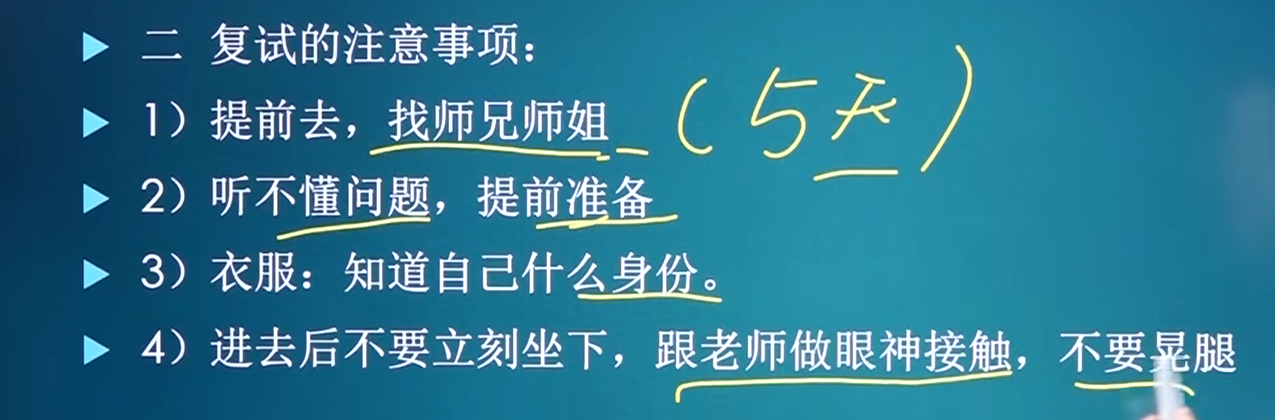 二 复试的注意事项：
1）提前去，找师兄师姐 （5天）
2）听不懂问题，提前准备
3）衣服：知道自己什么身份。
4）进去后不要立刻坐下，跟老师做眼神接触，不要晃腿